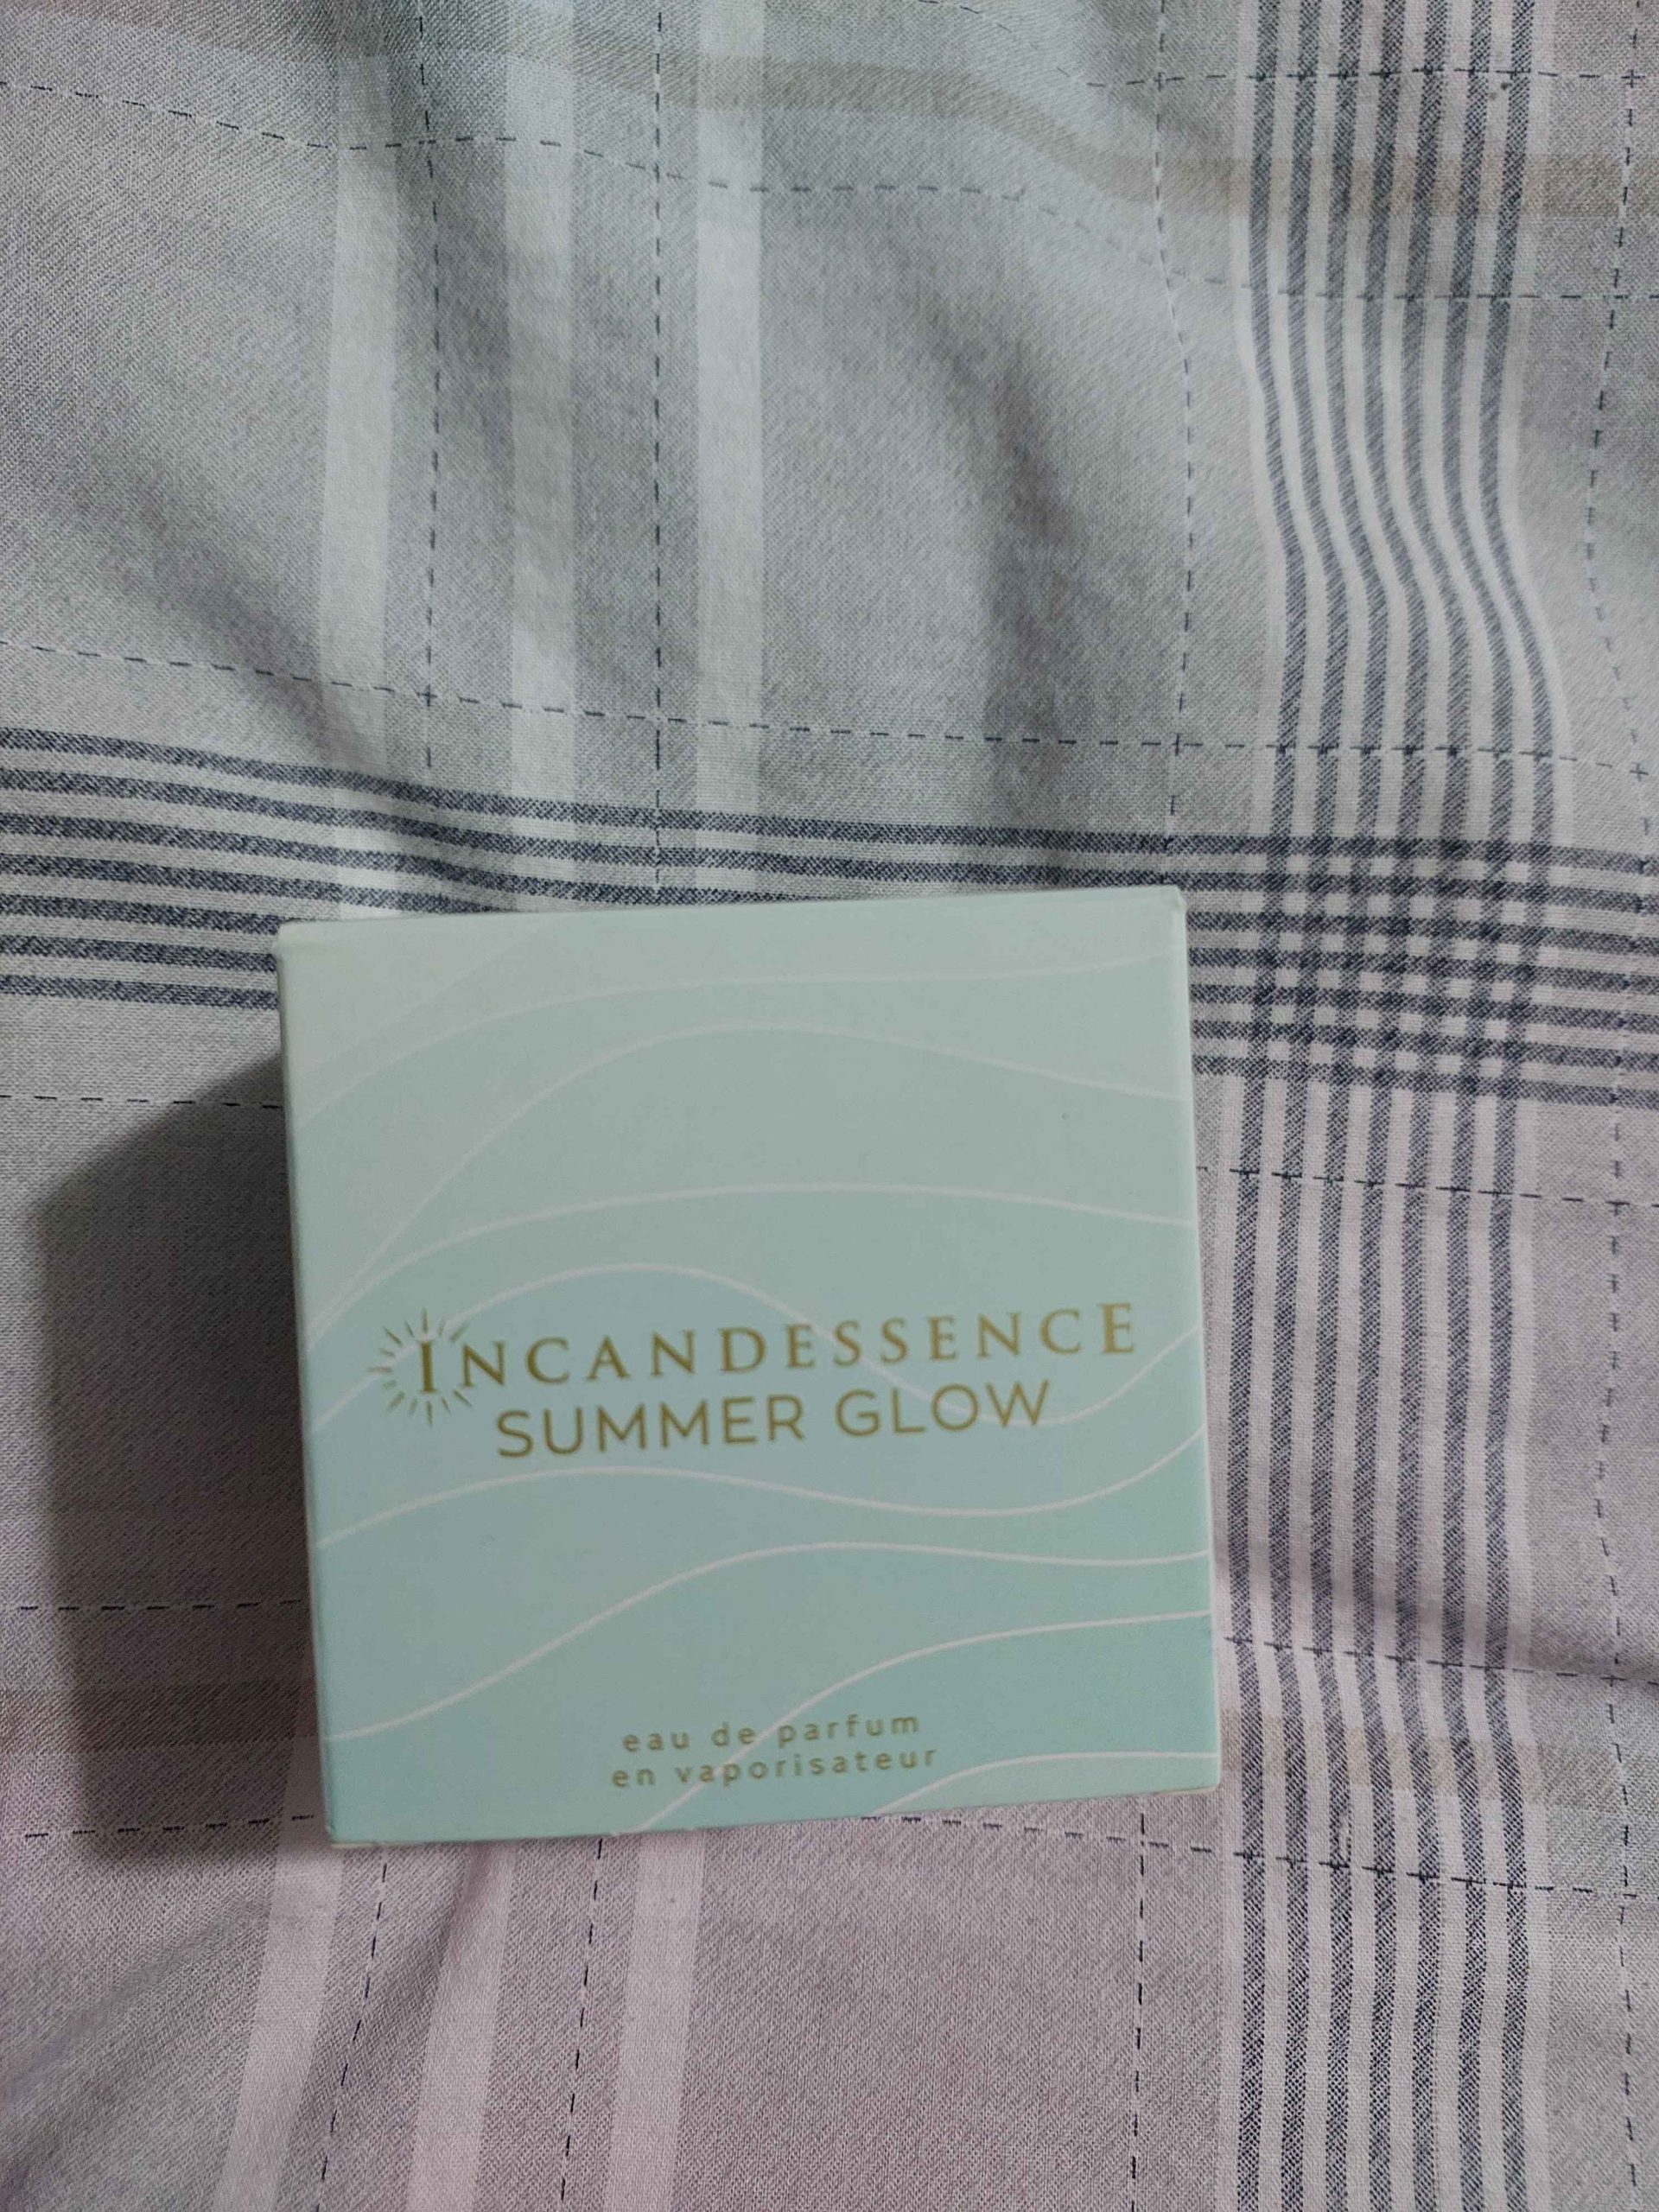 INCANDESSENCE
SUMMER GLOW
eau de parfum
en vaporisateur